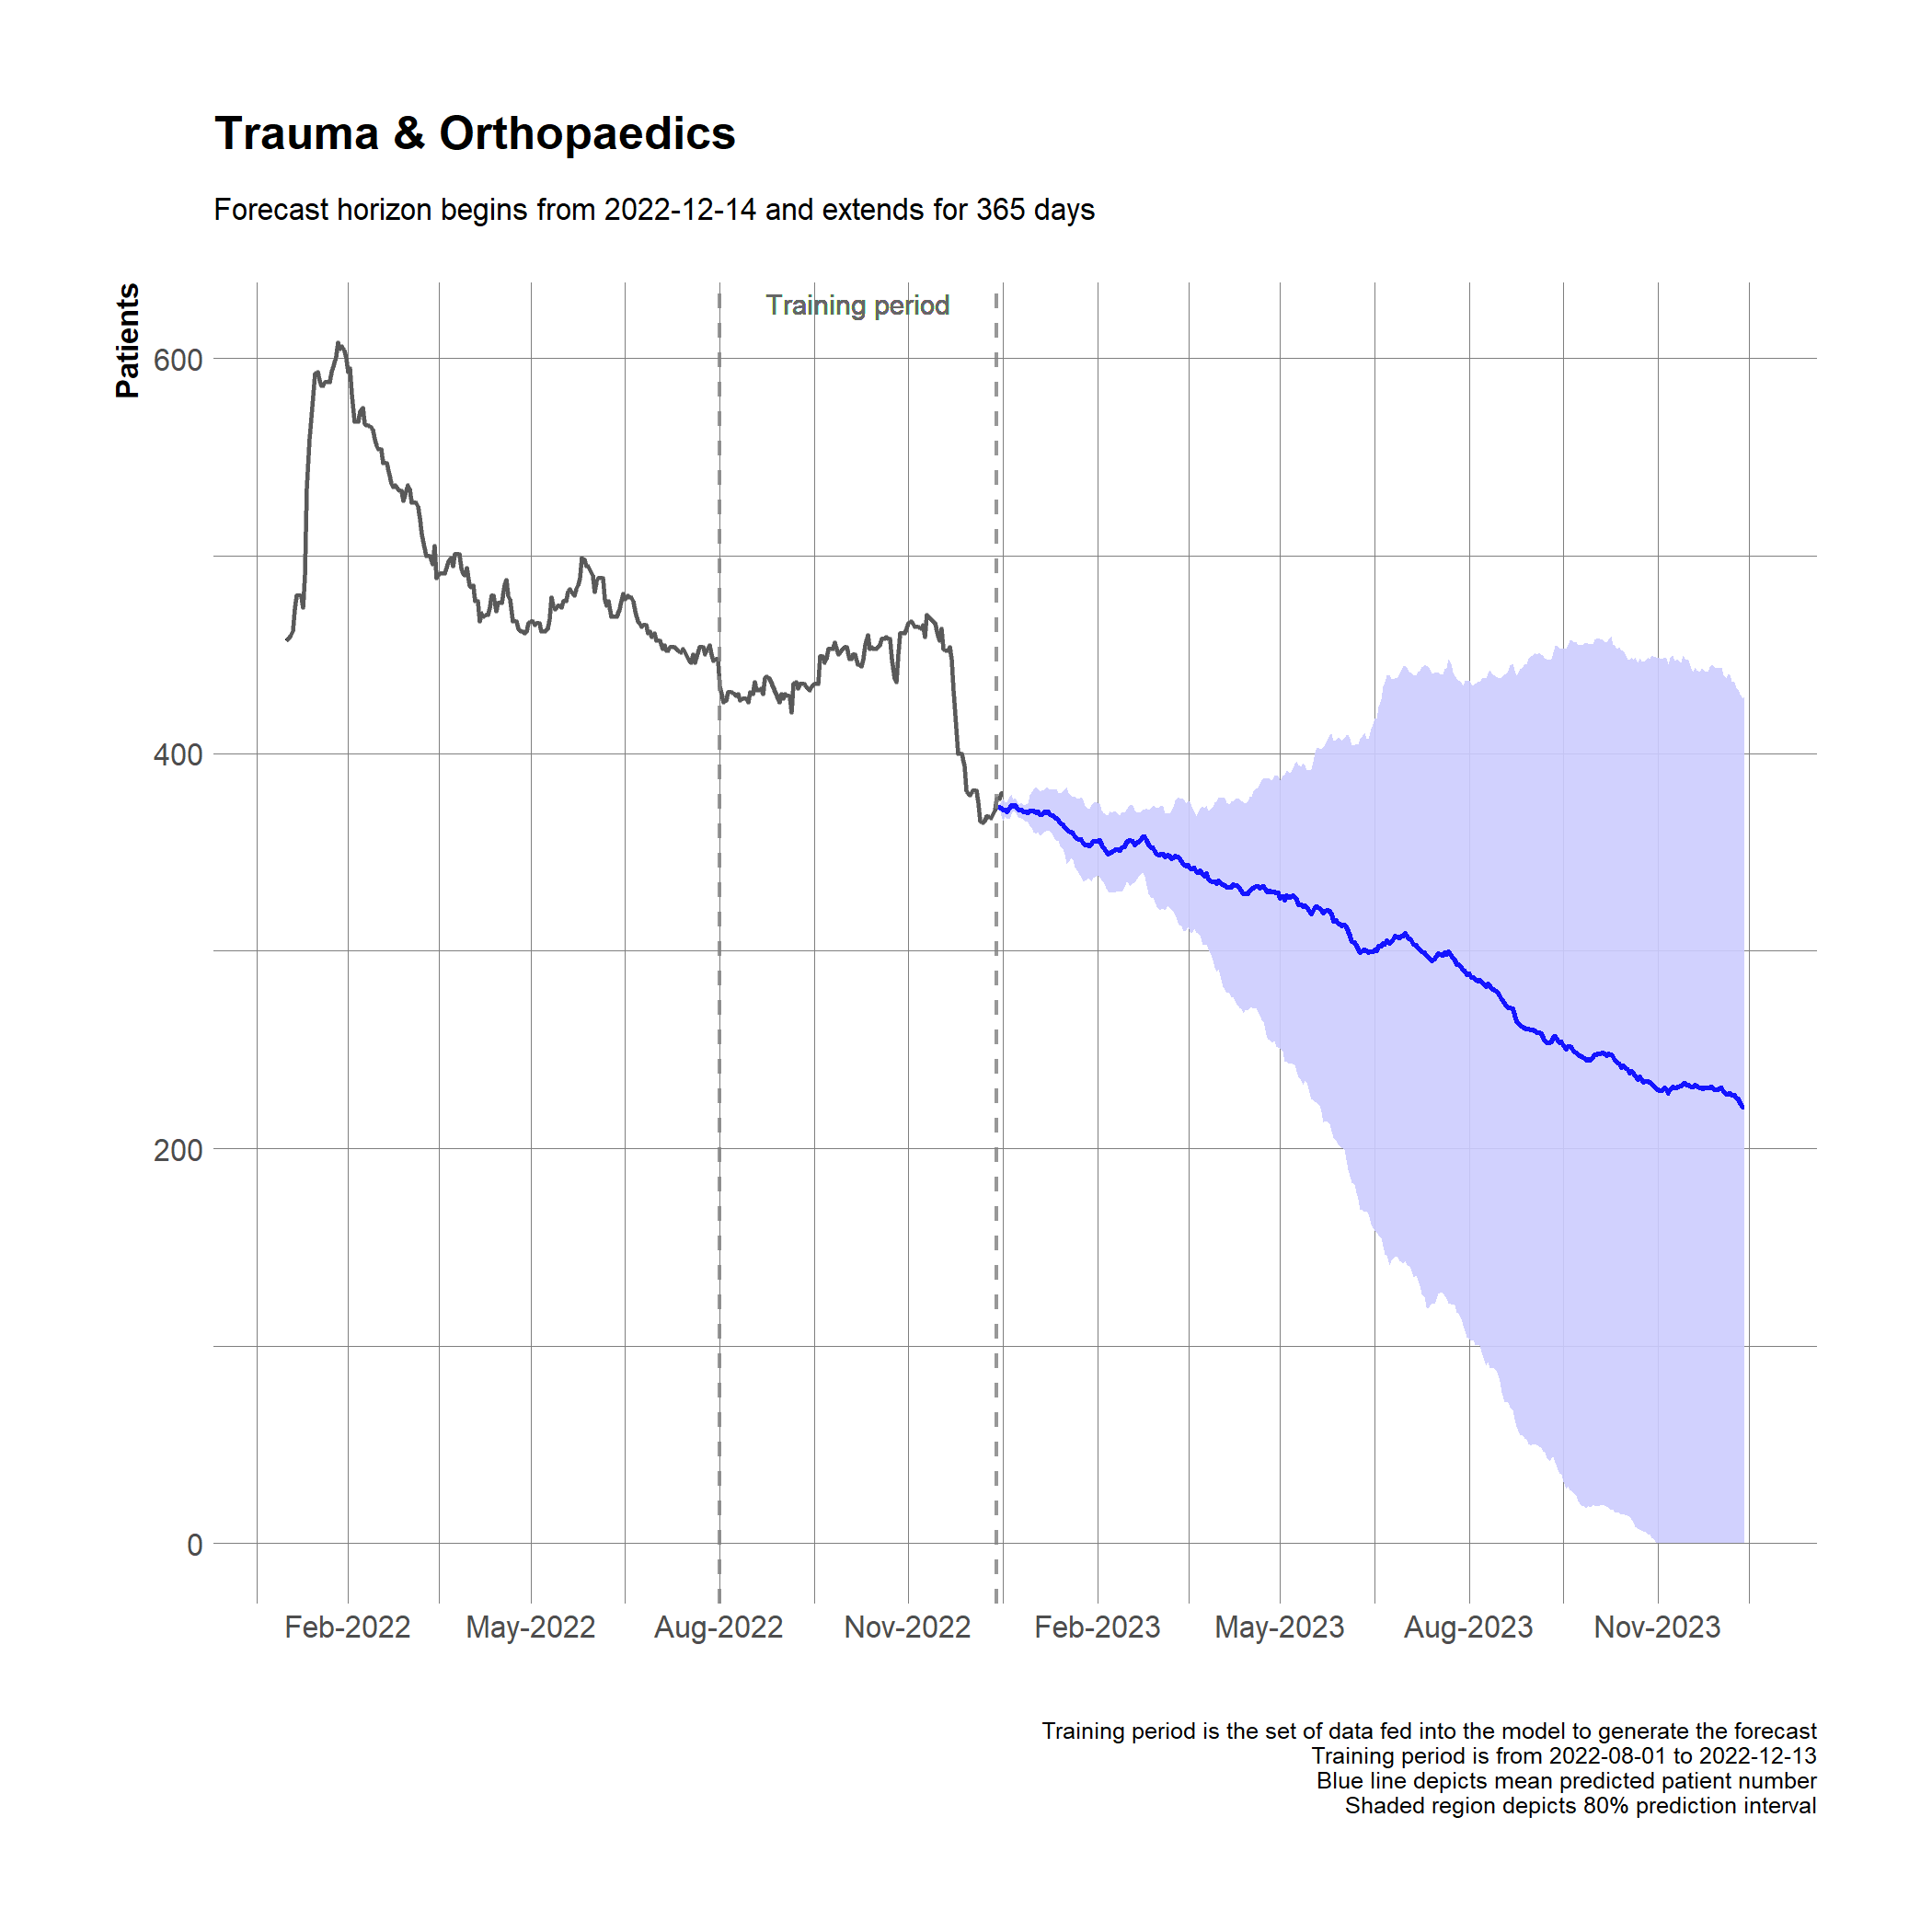 Trauma & Orthopaedics
Forecast horizon begins from 2022-12-14 and extends for 365 days
Patients
Training period
600
400
200
0
Feb-2022
May-2022
Aug-2022
Nov-2022
Feb-2023
May-2023
Aug-2023
Nov-2023
Training period is the set of data fed into the model to generate the forecast
Training period is from 2022-08-01 to 2022-12-13
Blue line depicts mean predicted patient number
Shaded region depicts 80% prediction interval